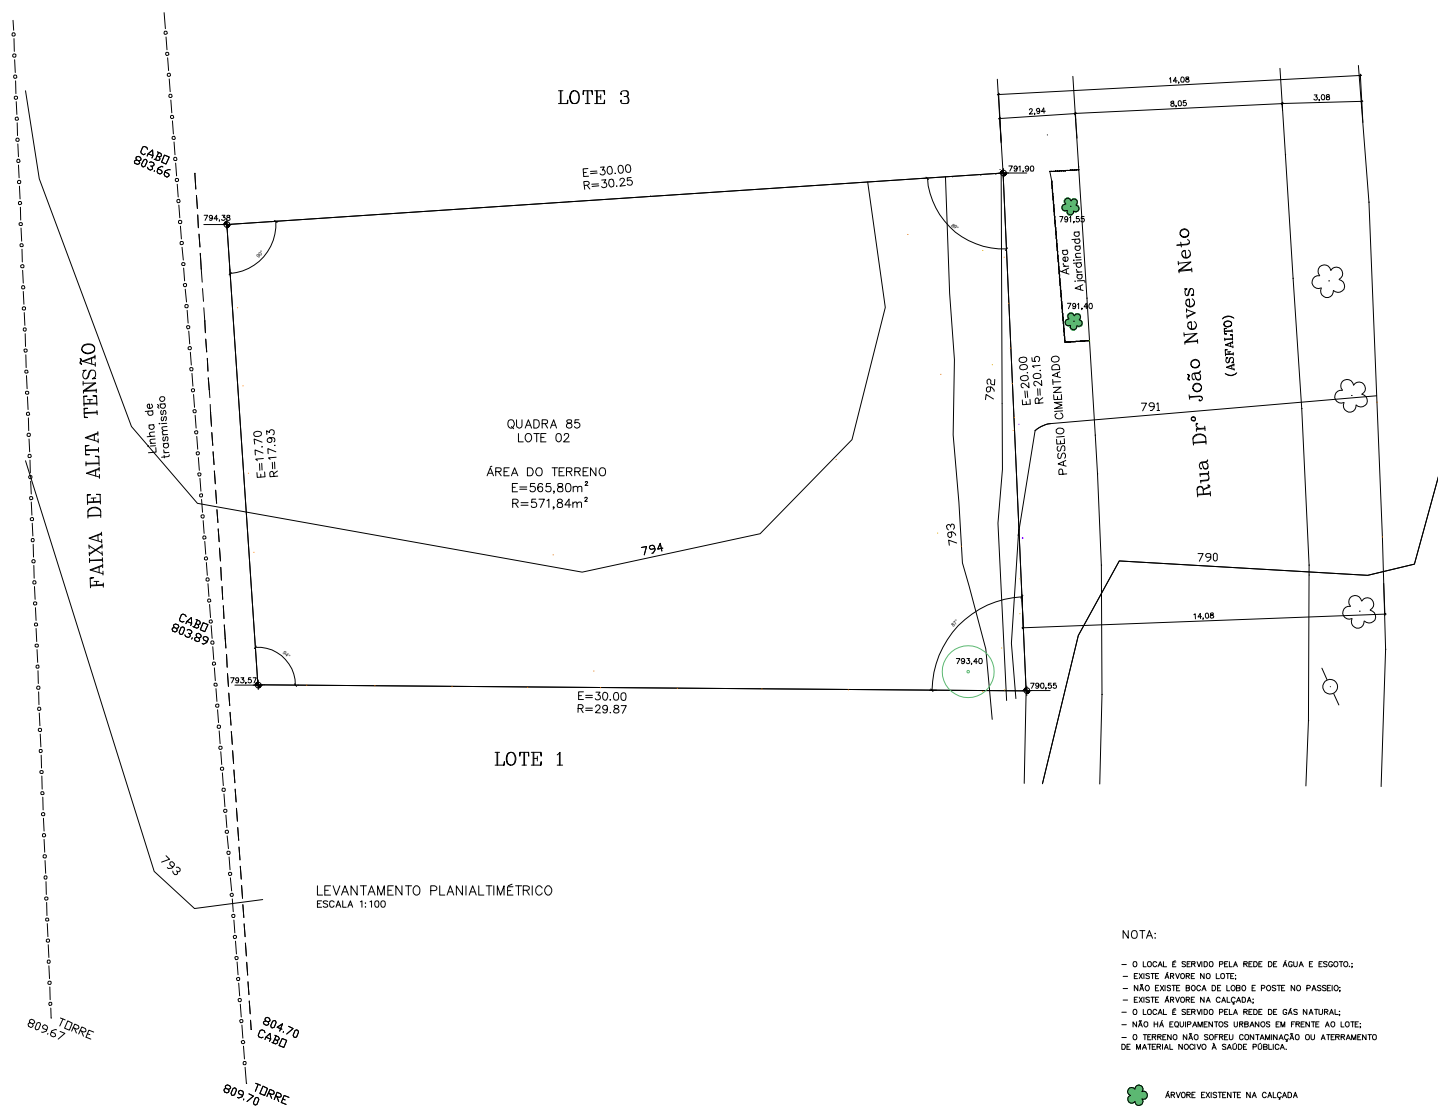 LOTE 3
14,08
2,94
8,05
3,08
CABO
803.66
E=30.00
R=30.25
791,90
794,38
90°
791,55
Área
Ajardinada
791,40
Rua Drº João Neves Neto
(ASFALTO)
FAIXA DE ALTA TENSÃO
Linha de
trasmissão
E=17.70
R=17.93
QUADRA 85
LOTE 02
ÁREA DO TERRENO
E=565,80m²
R=571,84m²
792
E=20.00
R=20.15
PASSEIO CIMENTADO
791
793
794
790
CABO
803.89
14,08
793,57
94°
793,40
790,55
E=30.00
R=29.87
LOTE 1
793
LEVANTAMENTO PLANIALTIMÉTRICO
ESCALA 1:100
TORRE
809.67
804.70
CABO
TORRE
809.70
NOTA:
– O LOCAL É SERVIDO PELA REDE DE ÁGUA E ESGOTO.;
– EXISTE ÁRVORE NO LOTE;
– NÃO EXISTE BOCA DE LOBO E POSTE NO PASSEIO;
– EXISTE ÁRVORE NA CALÇADA;
– O LOCAL É SERVIDO PELA REDE DE GÁS NATURAL;
– NÃO HÁ EQUIPAMENTOS URBANOS EM FRENTE AO LOTE;
– O TERRENO NÃO SOFREU CONTAMINAÇÃO OU ATERRAMENTO
DE MATERIAL NOCIVO À SAÚDE PÚBLICA.
ÁRVORE EXISTENTE NA CALÇADA